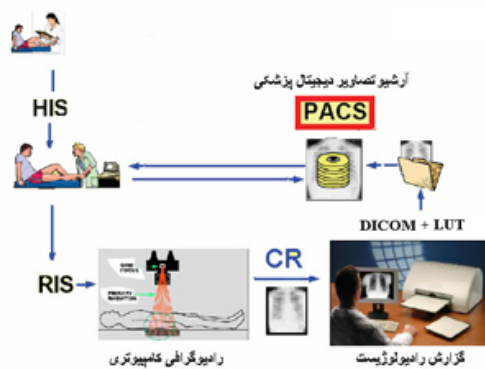 آرشیو تصاویر دیجیتال پزشکی
PACS
HIS
DICOM + LUT
RIS
CR
رادیوگرافی کامپیوتری
گزارش رادیولوژیست